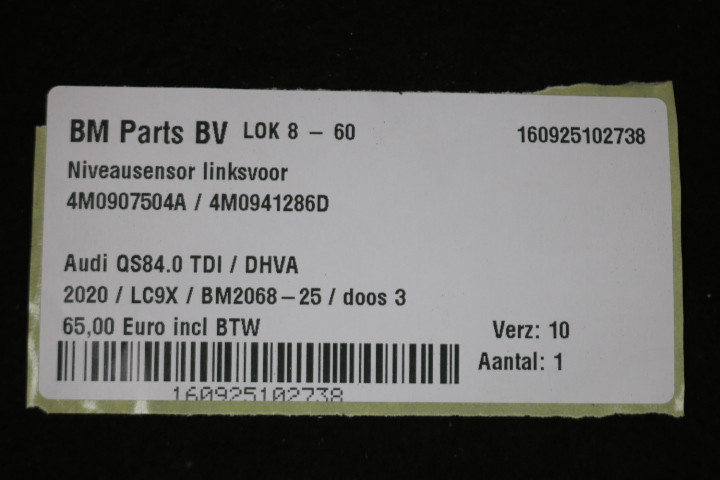 BM Parts BV LOK 8 - 60 160925102738
Niveausensor linksvoor
4M0907504A / 4M0941286D
Audi QS84.0 TDI / DHVA
2020 / LC9X / BM2068-25 / doos 3
65,00 Euro incl BTW Verz: 10
Aantal: 1
160925102738